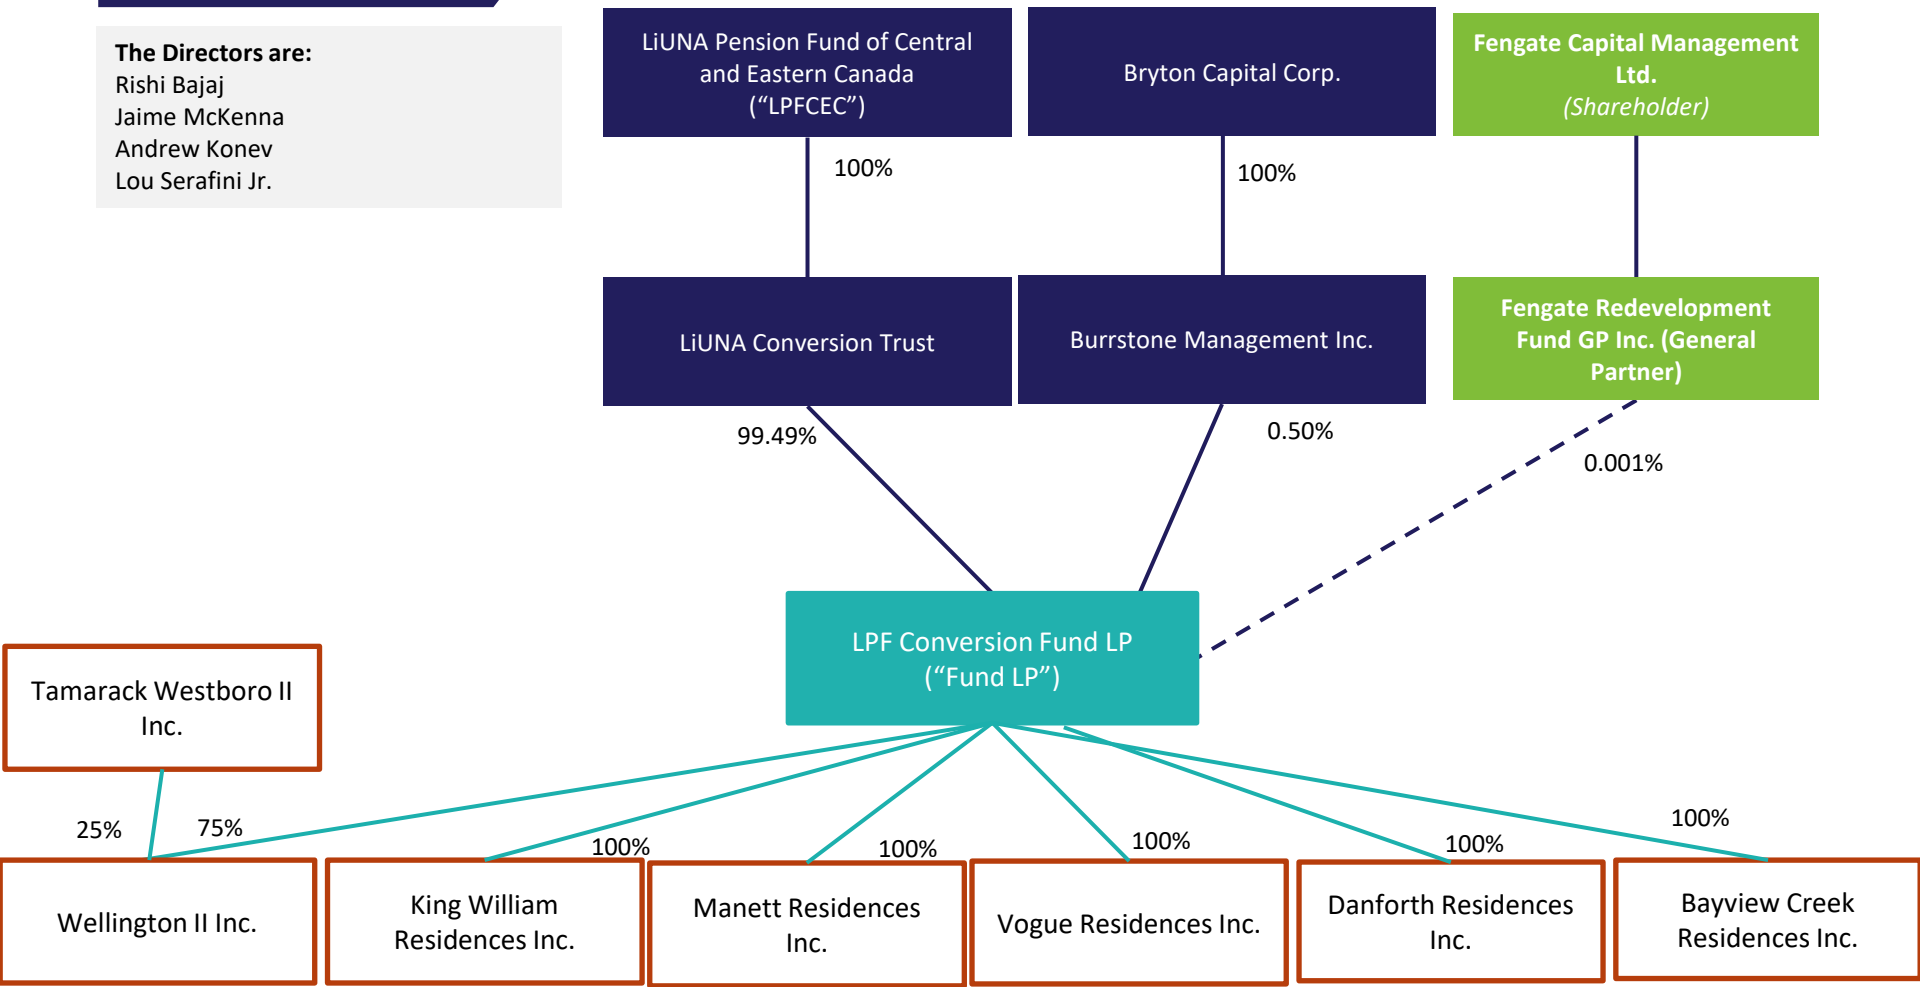 The Directors are:
Rishi Bajaj
Jaime McKenna
Andrew Konev
Lou Serafini Jr.
LiUNA Pension Fund of Central
and Eastern Canada
(“LPFCEC”)
Bryton Capital Corp.
Fengate Capital Management
Ltd.
(Shareholder)
100%
100%
LiUNA Conversion Trust
Burrstone Management Inc.
Fengate Redevelopment
Fund GP Inc. (General
Partner)
99.49%
0.50%
0.001%
LPF Conversion Fund LP
(“Fund LP”)
Tamarack Westboro II
Inc.
25%
75%
100%
100%
100%
100%
100%
Wellington II Inc.
King William
Residences Inc.
Manett Residences
Inc.
Vogue Residences Inc.
Danforth Residences
Inc.
Bayview Creek
Residences Inc.